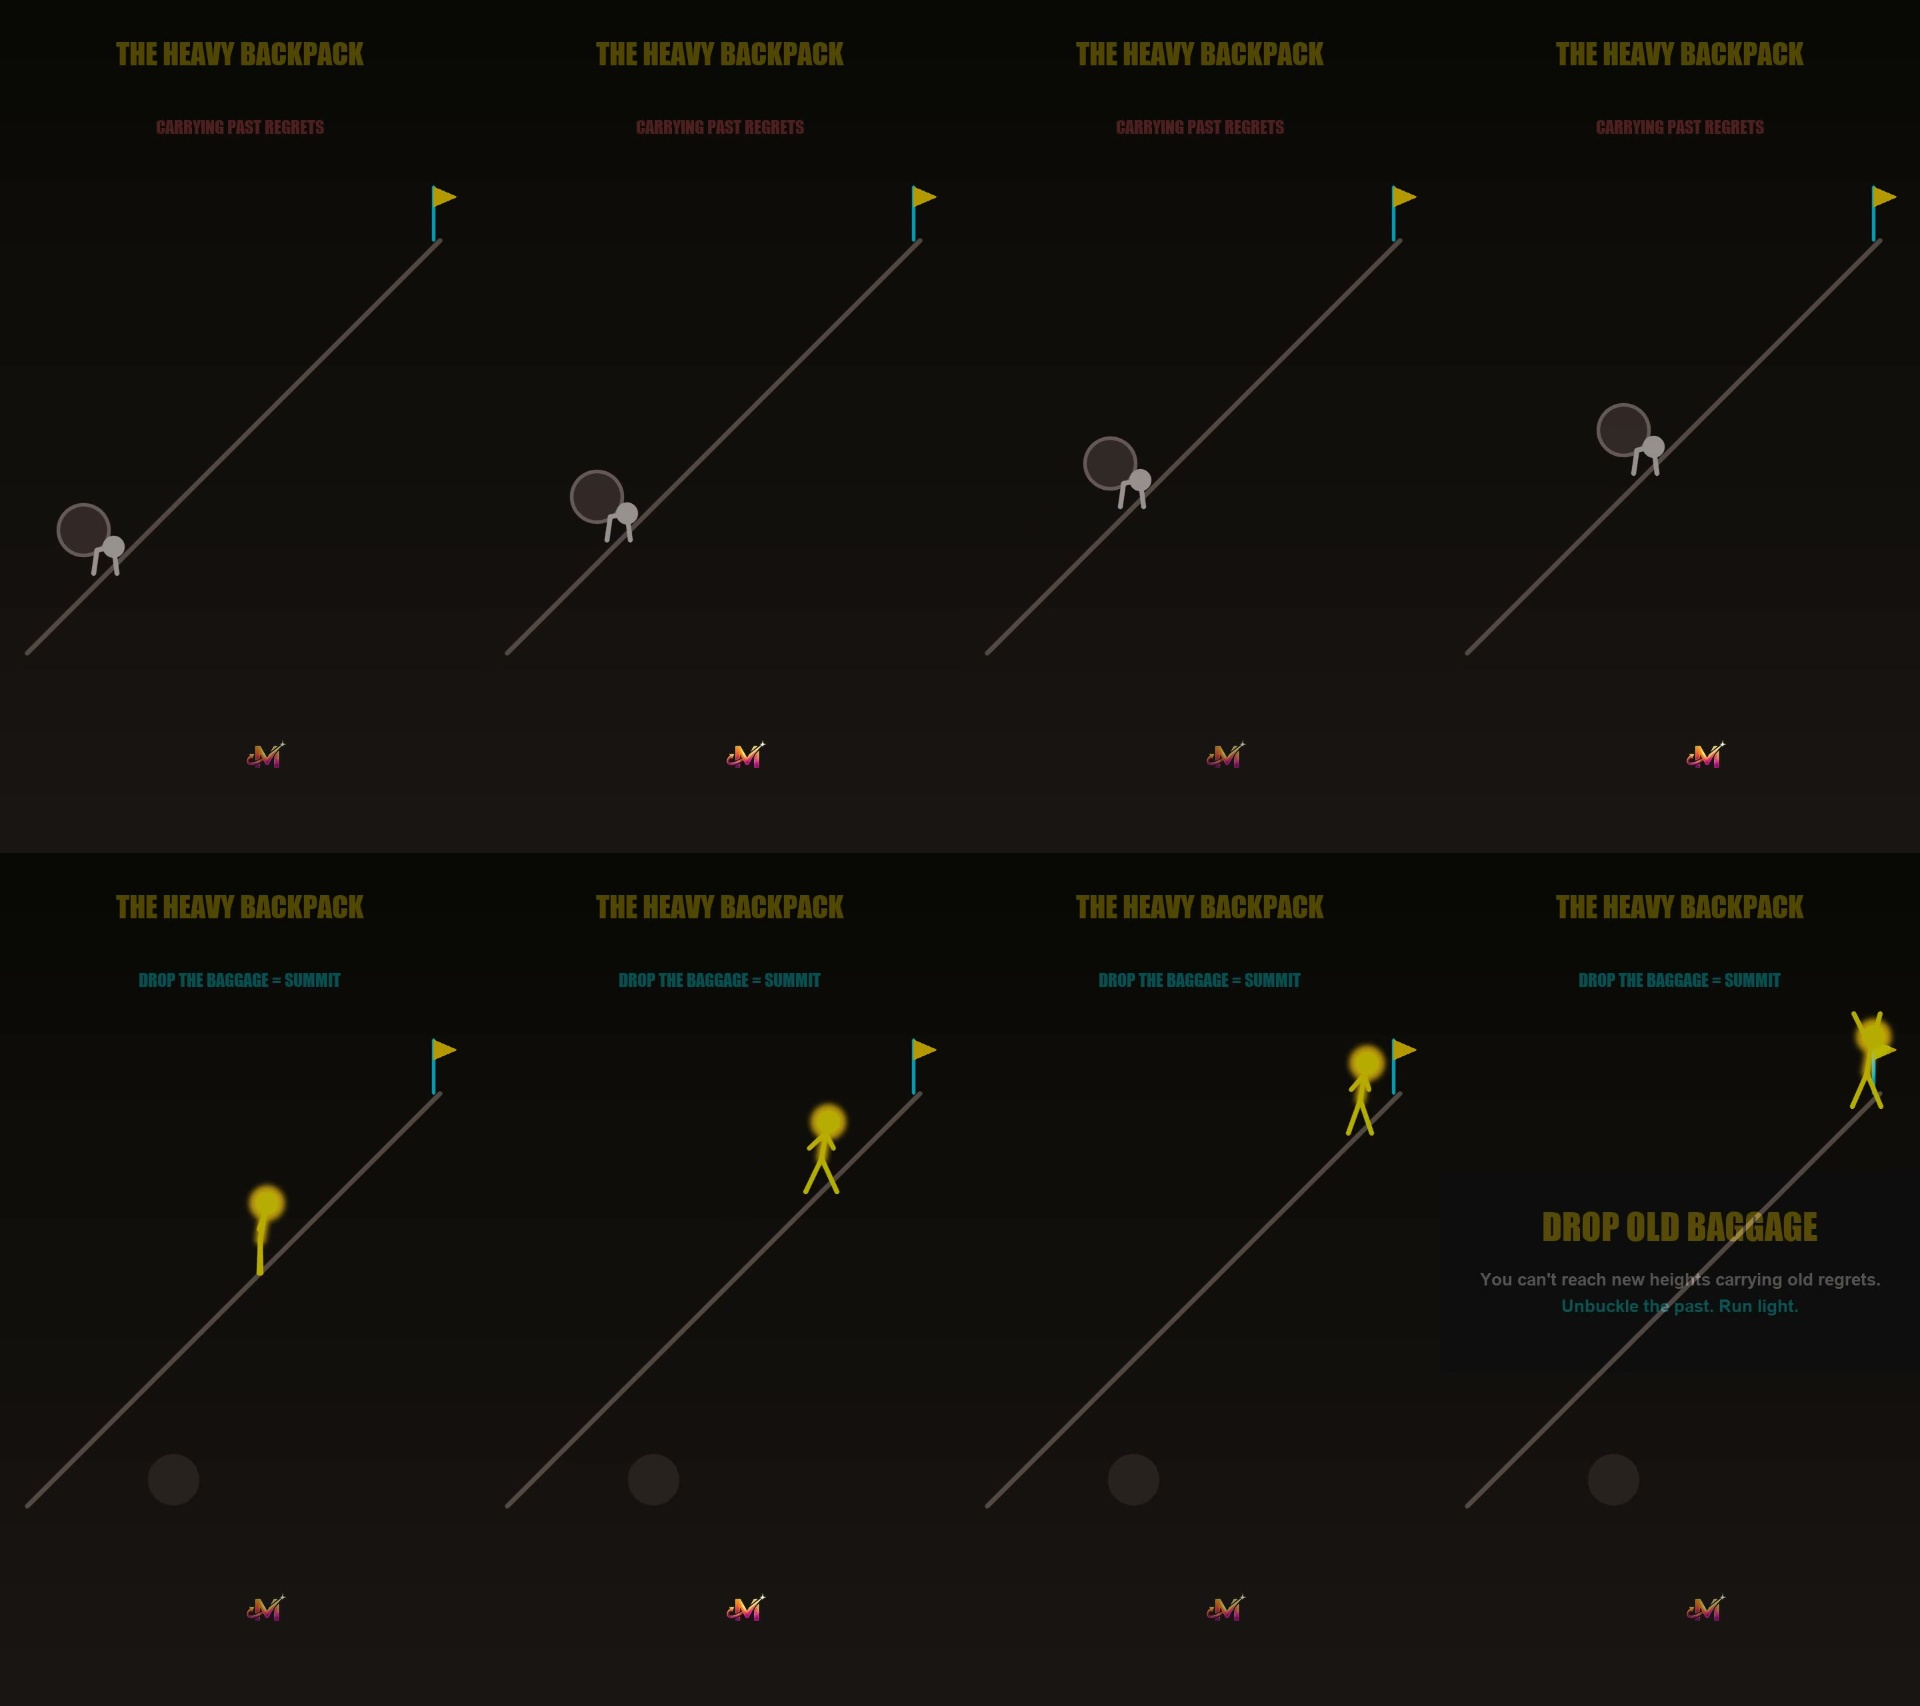 THE HEAVY BACKPACK
CARRYING PAST REGRETS
M
THE HEAVY BACKPACK
CARRYING PAST REGRETS
M
THE HEAVY BACKPACK
CARRYING PAST REGRETS
M
THE HEAVY BACKPACK
CARRYING PAST REGRETS
M
THE HEAVY BACKPACK
DROP THE BAGGAGE = SUMMIT
M
THE HEAVY BACKPACK
DROP THE BAGGAGE = SUMMIT
M
THE HEAVY BACKPACK
DROP THE BAGGAGE = SUMMIT
M
THE HEAVY BACKPACK
DROP THE BAGGAGE = SUMMIT
DROP OLD BAGGAGE
You can't reach new heights carrying old regrets.
Unbuckle the past. Run light.
M